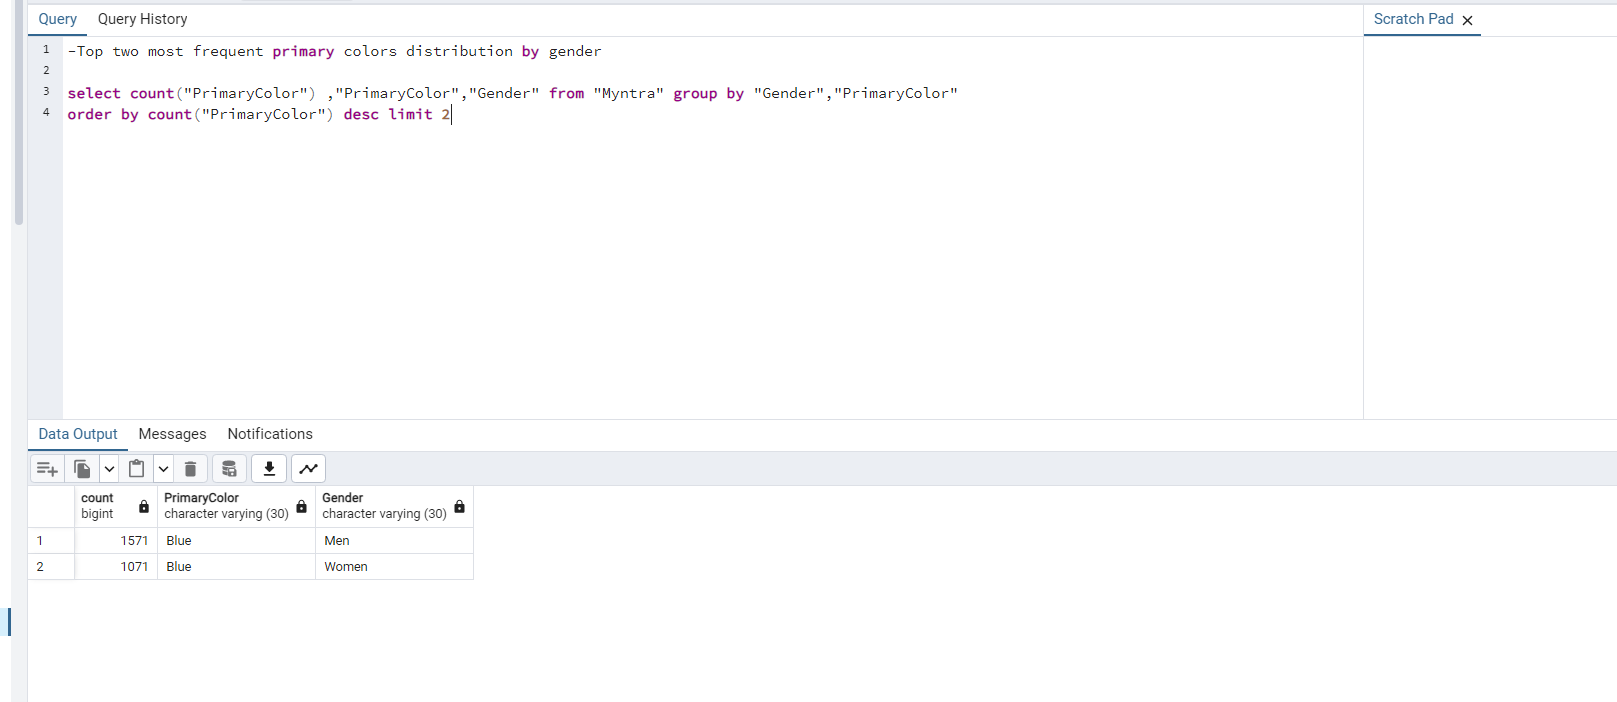 Query Query History
Scratch Pad ×
1 -Top two most frequent primary colors distribution by gender
2
3 select count("PrimaryColor") ,"PrimaryColor","Gender" from "Myntra" group by "Gender","PrimaryColor"
4 order by count("PrimaryColor") desc limit 2
Data Output Messages Notifications
count PrimaryColor Gender
bigint character varying (30) character varying (30)
1 1571 Blue Men
2 1071 Blue Women